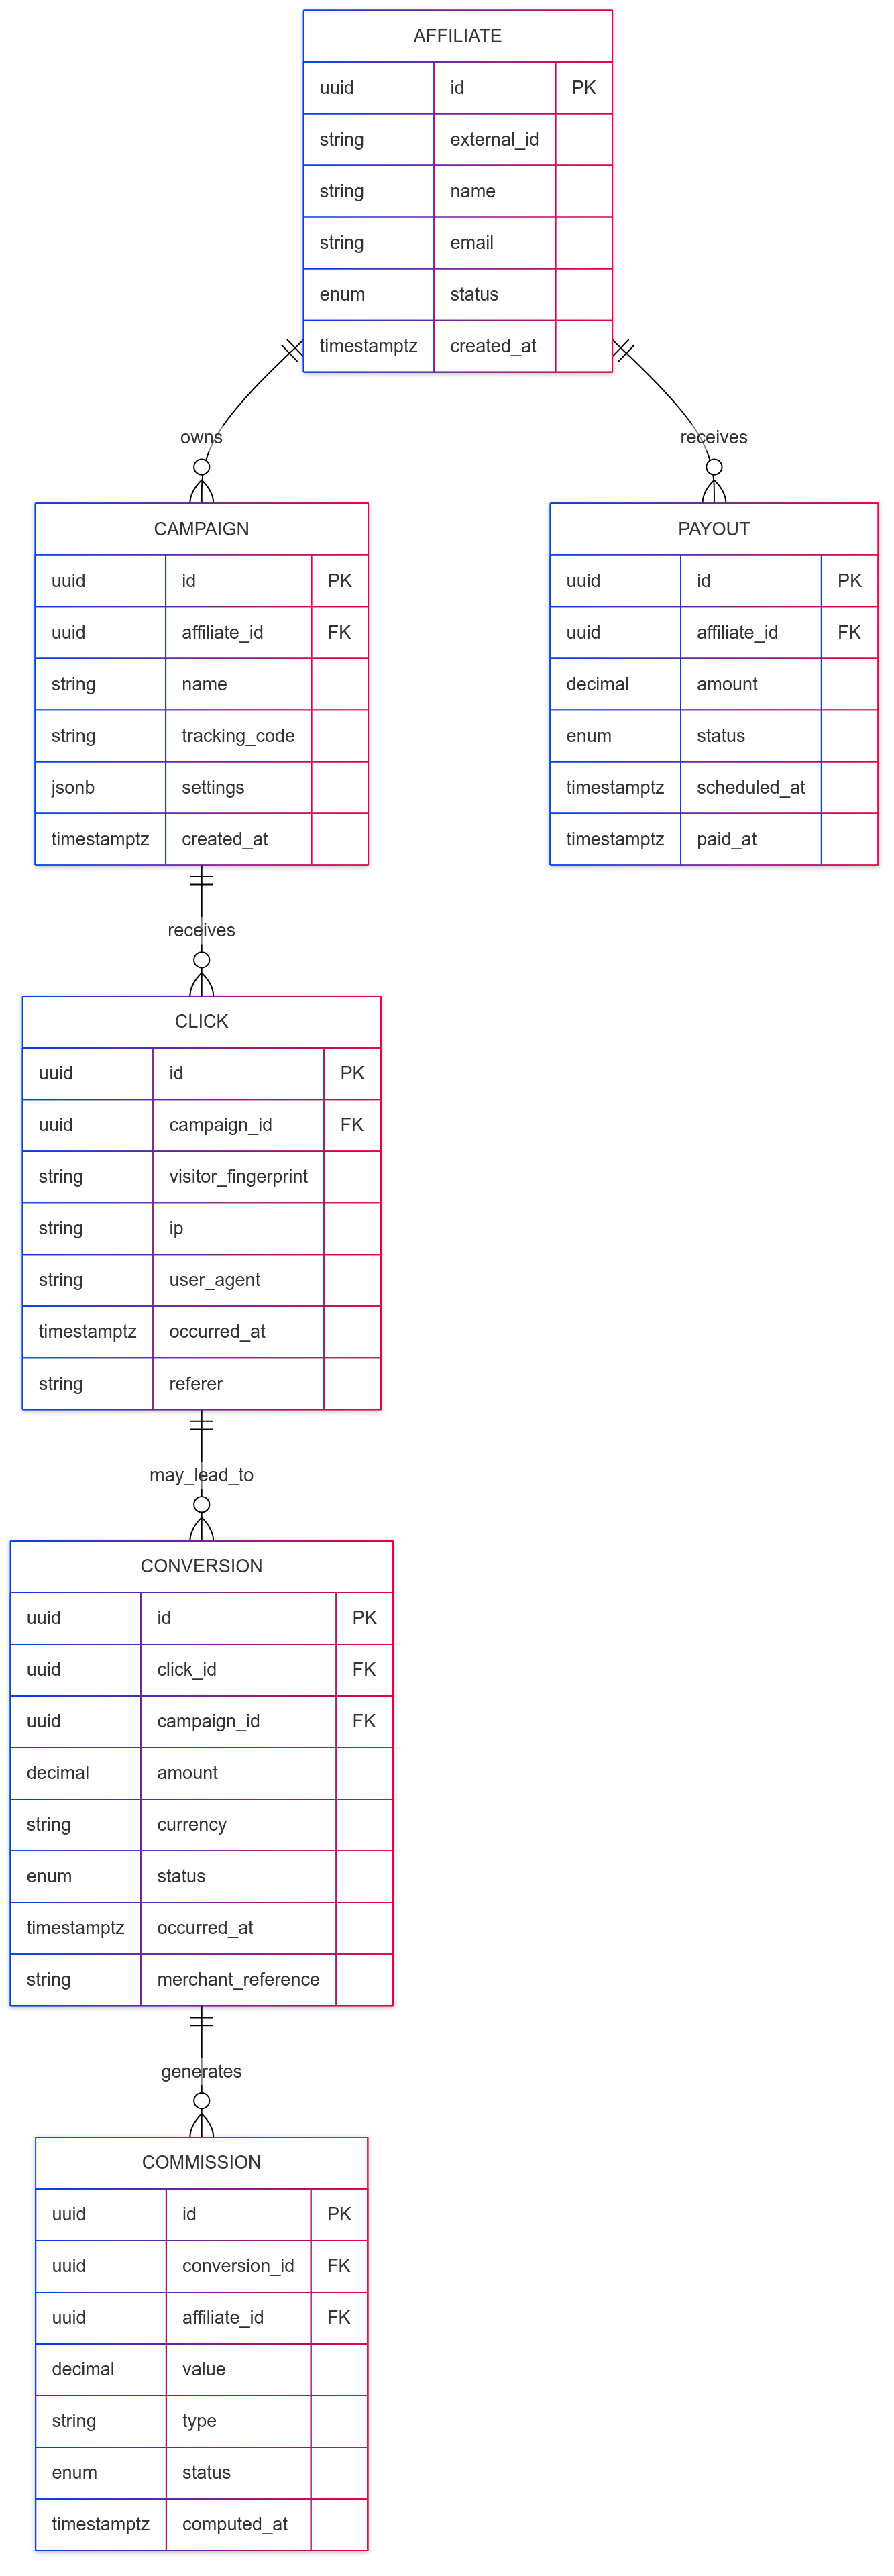 AFFILIATE
uuid id PK
string external_id
string name
string email
enum status
timestamptz created_at
owns
receives
CAMPAIGN
uuid id PK
uuid affiliate_id FK
string name
string tracking_code
jsonb settings
timestamptz created_at
PAYOUT
uuid id PK
uuid affiliate_id FK
decimal amount
enum status
timestamptz scheduled_at
timestamptz paid_at
receives
CLICK
uuid id PK
uuid campaign_id FK
string visitor_fingerprint
string ip
string user_agent
timestamptz occurred_at
string referer
may_lead_to
CONVERSION
uuid id PK
uuid click_id FK
uuid campaign_id FK
decimal amount
string currency
enum status
timestamptz occurred_at
string merchant_reference
generates
COMMISSION
uuid id PK
uuid conversion_id FK
uuid affiliate_id FK
decimal value
string type
enum status
timestamptz computed_at